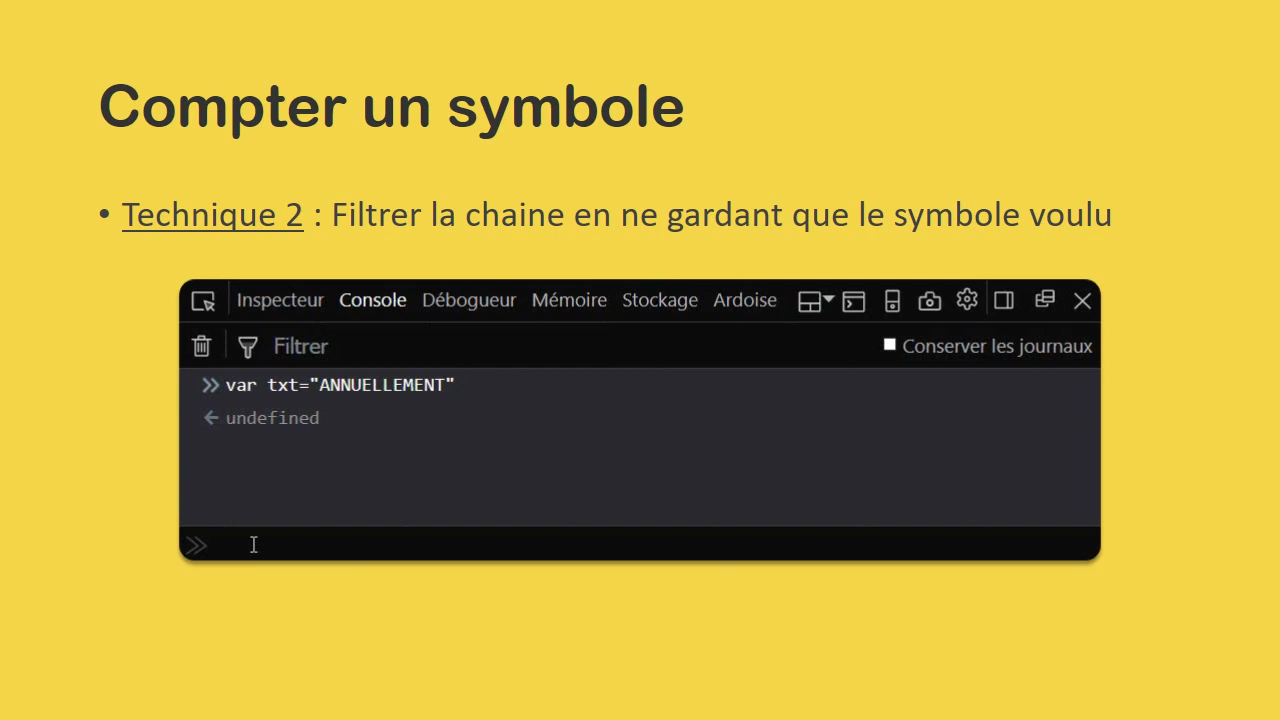 Compter un symbole
• Technique 2 : Filtrer la chaine en ne gardant que le symbole voulu
Inspecteur Console Débogueur Mémoire Stockage Ardoise
Filtrer Conserver les journaux
var txt="ANNUELLEMENT"
undefined